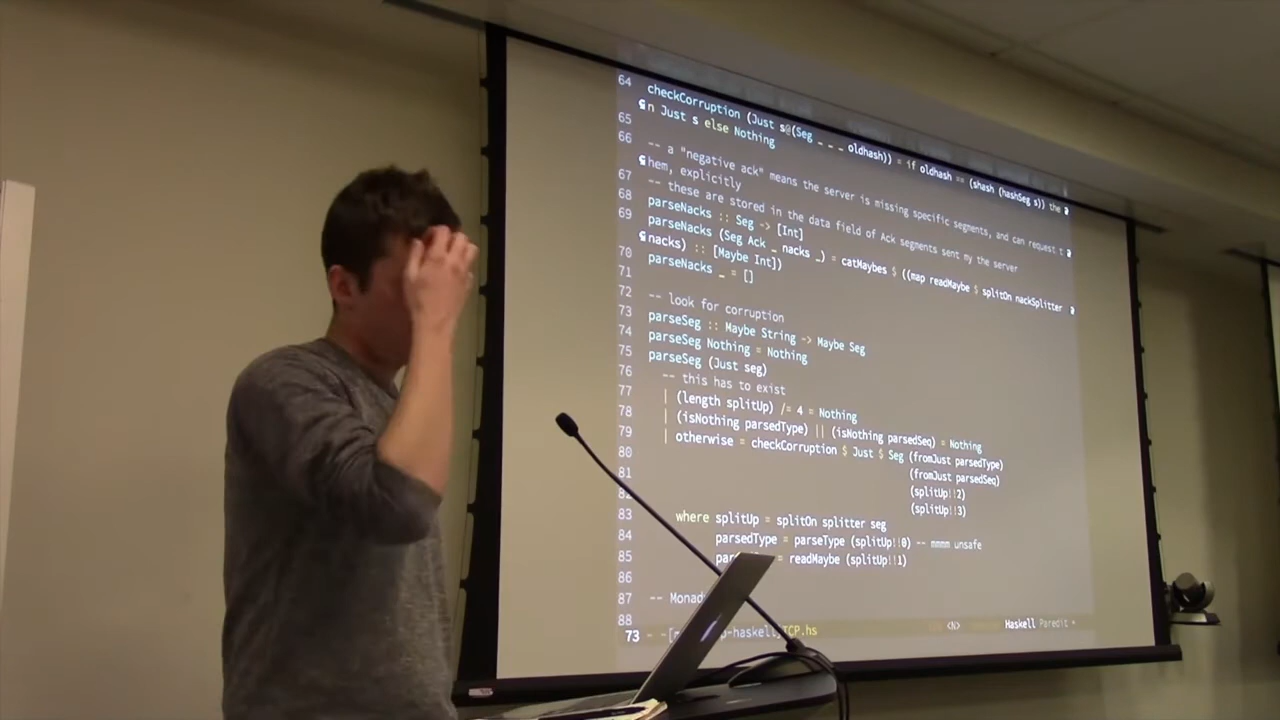 64 checkCorruption (Just s@(Seg _ _ _ oldhash)) = if oldhash == (shash (hashSeg s)) the
n Just s else Nothing
65
66 -- a "negative ack" means the server is missing specific segments, and can request t
hem, explicitly
67 -- these are stored in the data field of Ack segments sent my the server
68 parseNacks :: Seg -> [Int]
69 parseNacks (Seg Ack _ nacks _) = catMaybes $ ((map readMaybe $ splitOn nackSplitter
nacks) :: [Maybe Int])
70 parseNacks _ = []
71
72 -- look for corruption
73 parseSeg :: Maybe String -> Maybe Seg
74 parseSeg Nothing = Nothing
75 parseSeg (Just seg)
76 -- this has to exist
77 | (length splitUp) /= 4 = Nothing
78 | (isNothing parsedType) || (isNothing parsedSeq) = Nothing
79 | otherwise = checkCorruption $ Just $ Seg (fromJust parsedType)
80 (fromJust parsedSeq)
81 (splitUp!!2)
82 (splitUp!!3)
83 where splitUp = splitOn splitter seg
84 parsedType = parseType (splitUp!!0) -- mmmm unsafe
85 = readMaybe (splitUp!!1)
86
87 -- Monad
88
73 TCP.hs <λ> Haskell Paredit